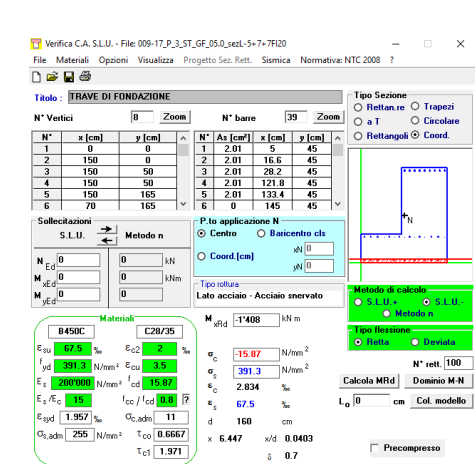 Verifica C.A. S.L.U. - File: 009-17_P_3_ST_GF_05.0_sezL-5+7+7FI20
File Materiali Opzioni Visualizza Progetto Sez. Rett. Sismica Normativa: NTC 2008 ?
Titolo : TRAVE DI FONDAZIONE
N° Vertici 8 Zoom N° barre 39 Zoom
N° x [cm] y [cm] N° As [cm²] x [cm] y [cm]
1 0 0 1 2.01 5 45
2 150 0 2 2.01 16.6 45
3 150 50 3 2.01 28.2 45
4 150 50 4 2.01 121.8 45
5 150 165 5 2.01 133.4 45
6 70 165 6 0 145 45
Tipo Sezione
Rettan.re Trapezi
a T Circolare
Rettangoli Coord.
Sollecitazioni
S.L.U. Metodo n
N Ed 0 0 kN
M xEd 0 0 kNm
M yEd 0 0
P.to applicazione N
Centro Baricentro cls
Coord.[cm] xN 0
yN 0
Tipo rottura
Lato acciaio - Acciaio snervato
N
Metodo di calcolo
S.L.U.+ S.L.U.-
Metodo n
Tipo flessione
Retta Deviata
Materiali
B450C C28/35
εsu 67.5 ‰ εc2 2 ‰
fyd 391.3 N/mm² εcu 3.5
Es 200'000 N/mm² fcd 15.87
Es/Ec 15 fcc / fcd 0.8 ?
εsyd 1.957 ‰ σc,adm 11
σs,adm 255 N/mm² τco 0.6667
τc1 1.971
M xRd -1'408 kN m
σc -15.87 N/mm²
σs 391.3 N/mm²
εc 2.834 ‰
εs 67.5 ‰
d 160 cm
x 6.447 x/d 0.0403
δ 0.7
N° rett. 100
Calcola MRd Dominio M-N
Lo 0 cm Col. modello
Precompresso